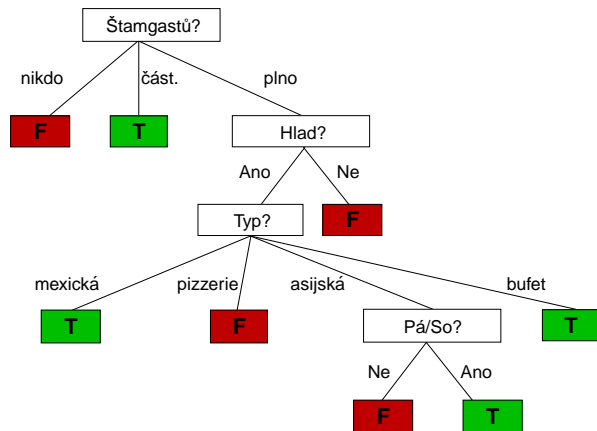 Štamgastů?
nikdo
část.
plno
F
T
Hlad?
Ano
Ne
Typ?
F
mexická
pizzerie
asijská
bufet
T
F
Pá/So?
T
Ne
Ano
F
T